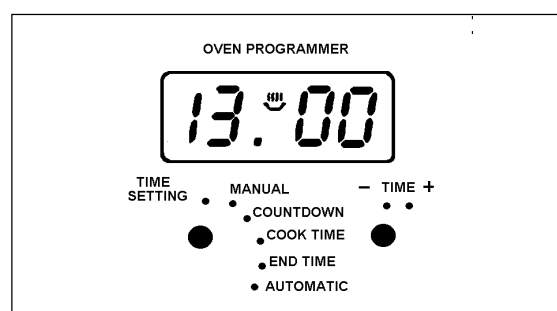 OVEN PROGRAMMER
13.00
TIME SETTING
MANUAL
COUNTDOWN
COOK TIME
END TIME
AUTOMATIC
− TIME +